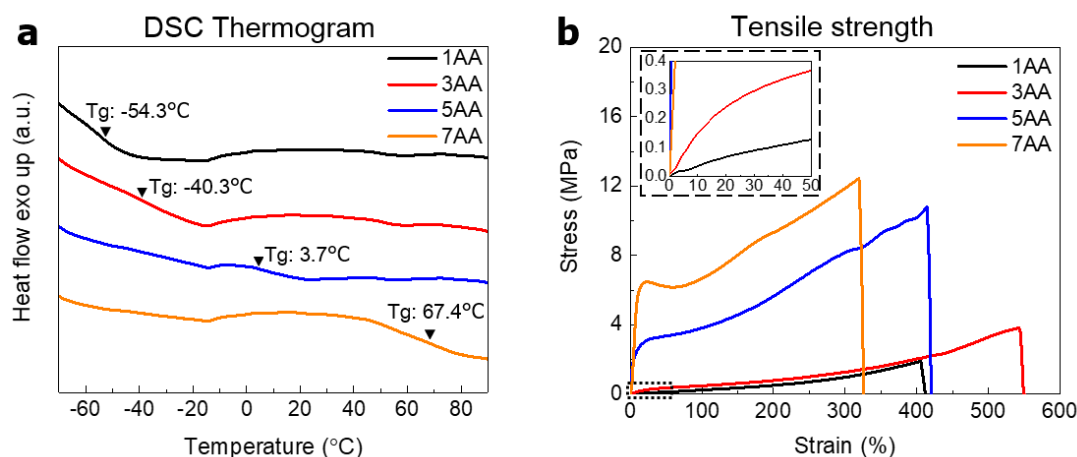 a
DSC Thermogram
1AA
3AA
5AA
7AA
Tg: -54.3°C
Tg: -40.3°C
Tg: 3.7°C
Tg: 67.4°C
Heat flow exo up (a.u.)
-60 -40 -20 0 20 40 60 80
Temperature (°C)
b
Tensile strength
1AA
3AA
5AA
7AA
20
16
12
8
4
0
Stress (MPa)
0.4
0.3
0.2
0.1
0.0
0 10 20 30 40 50
0 100 200 300 400 500 600
Strain (%)